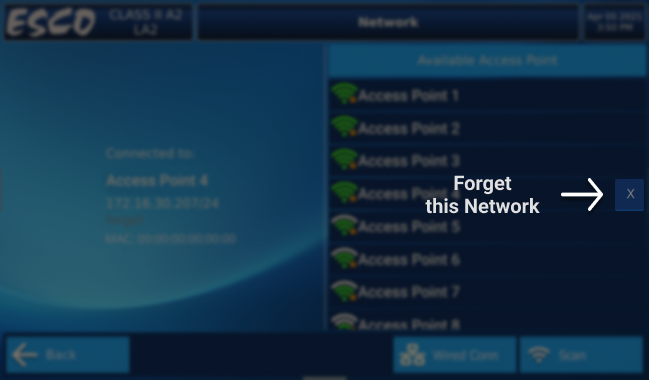 ESCO
CLASS II A2
LA2
Network
Apr 05 2021
3:50 PM
Available Access Point
Access Point 1
Access Point 2
Access Point 3
Access Point 4
Access Point 5
Access Point 6
Access Point 7
Access Point 8
Connected to:
Access Point 4
172.16.30.207/24
MAC: 00:00:00:00:00:00
Forget
this Network
X
Back
Wired Conn
Scan